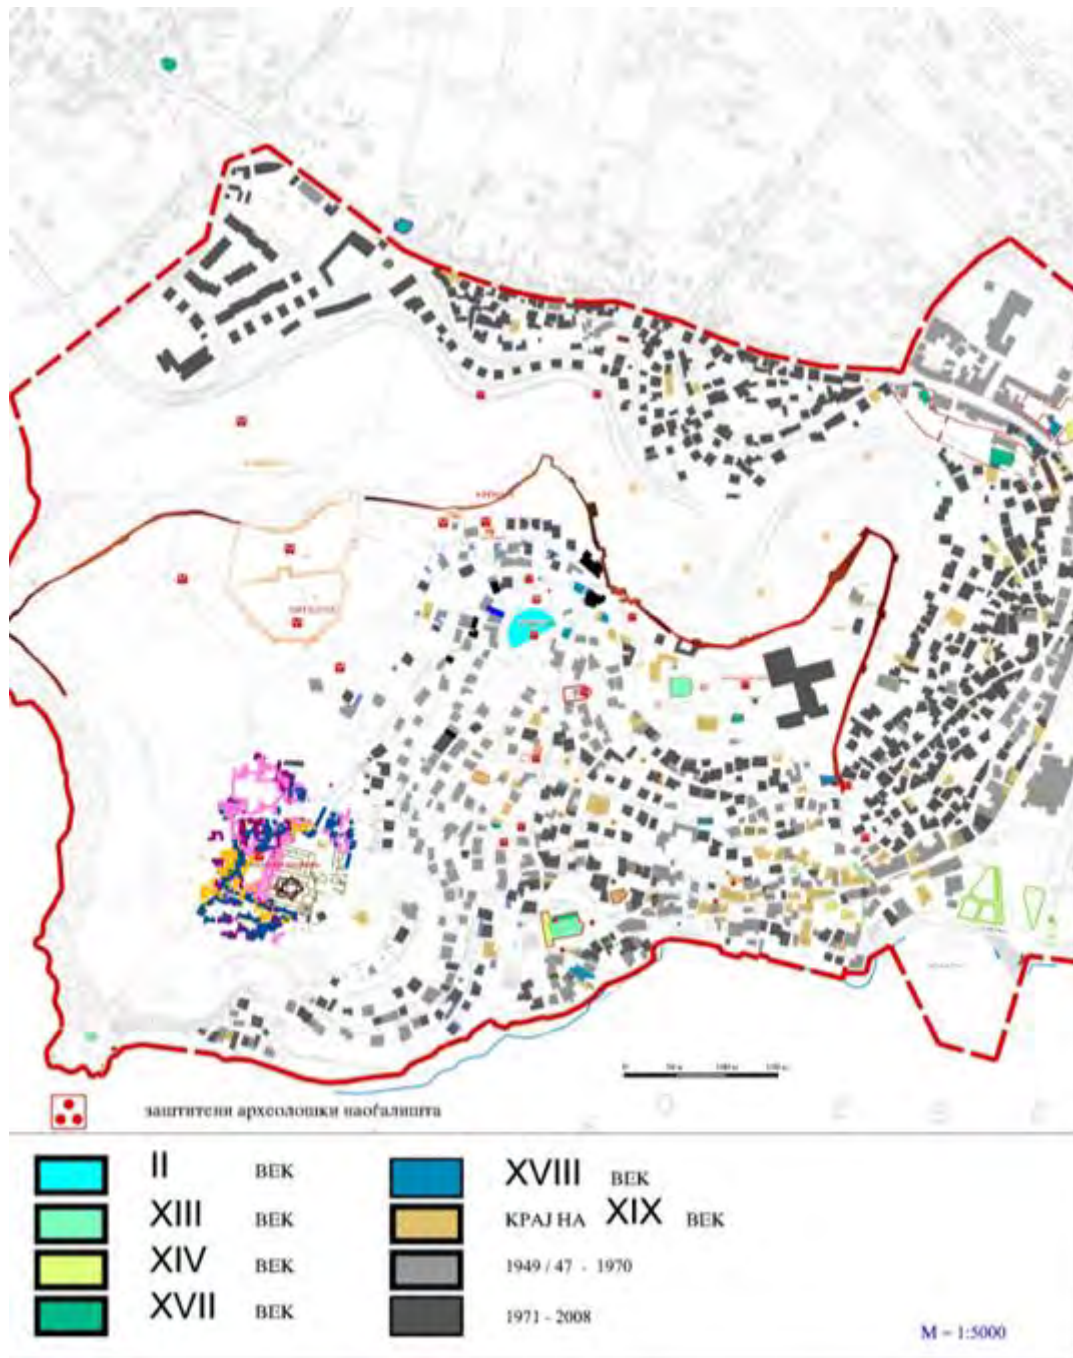 заштитени археолошки наоѓалишта
II ВЕК
XIII ВЕК
XIV ВЕК
XVII ВЕК
XVIII ВЕК
КРАЈ НА XIX ВЕК
1949 / 47 - 1970
1971 - 2008
М = 1:5000